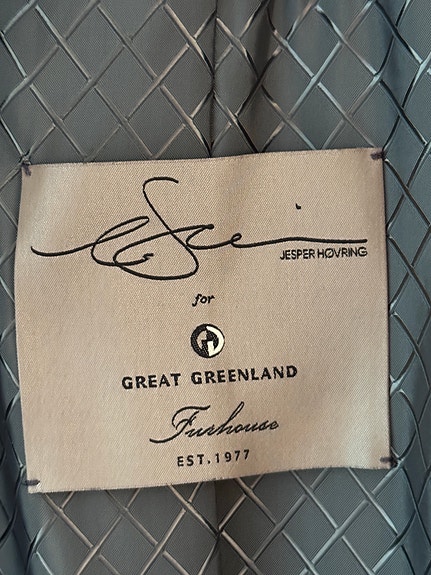 JESPER HØVRING
for
GREAT GREENLAND
Furhouse
EST. 1977